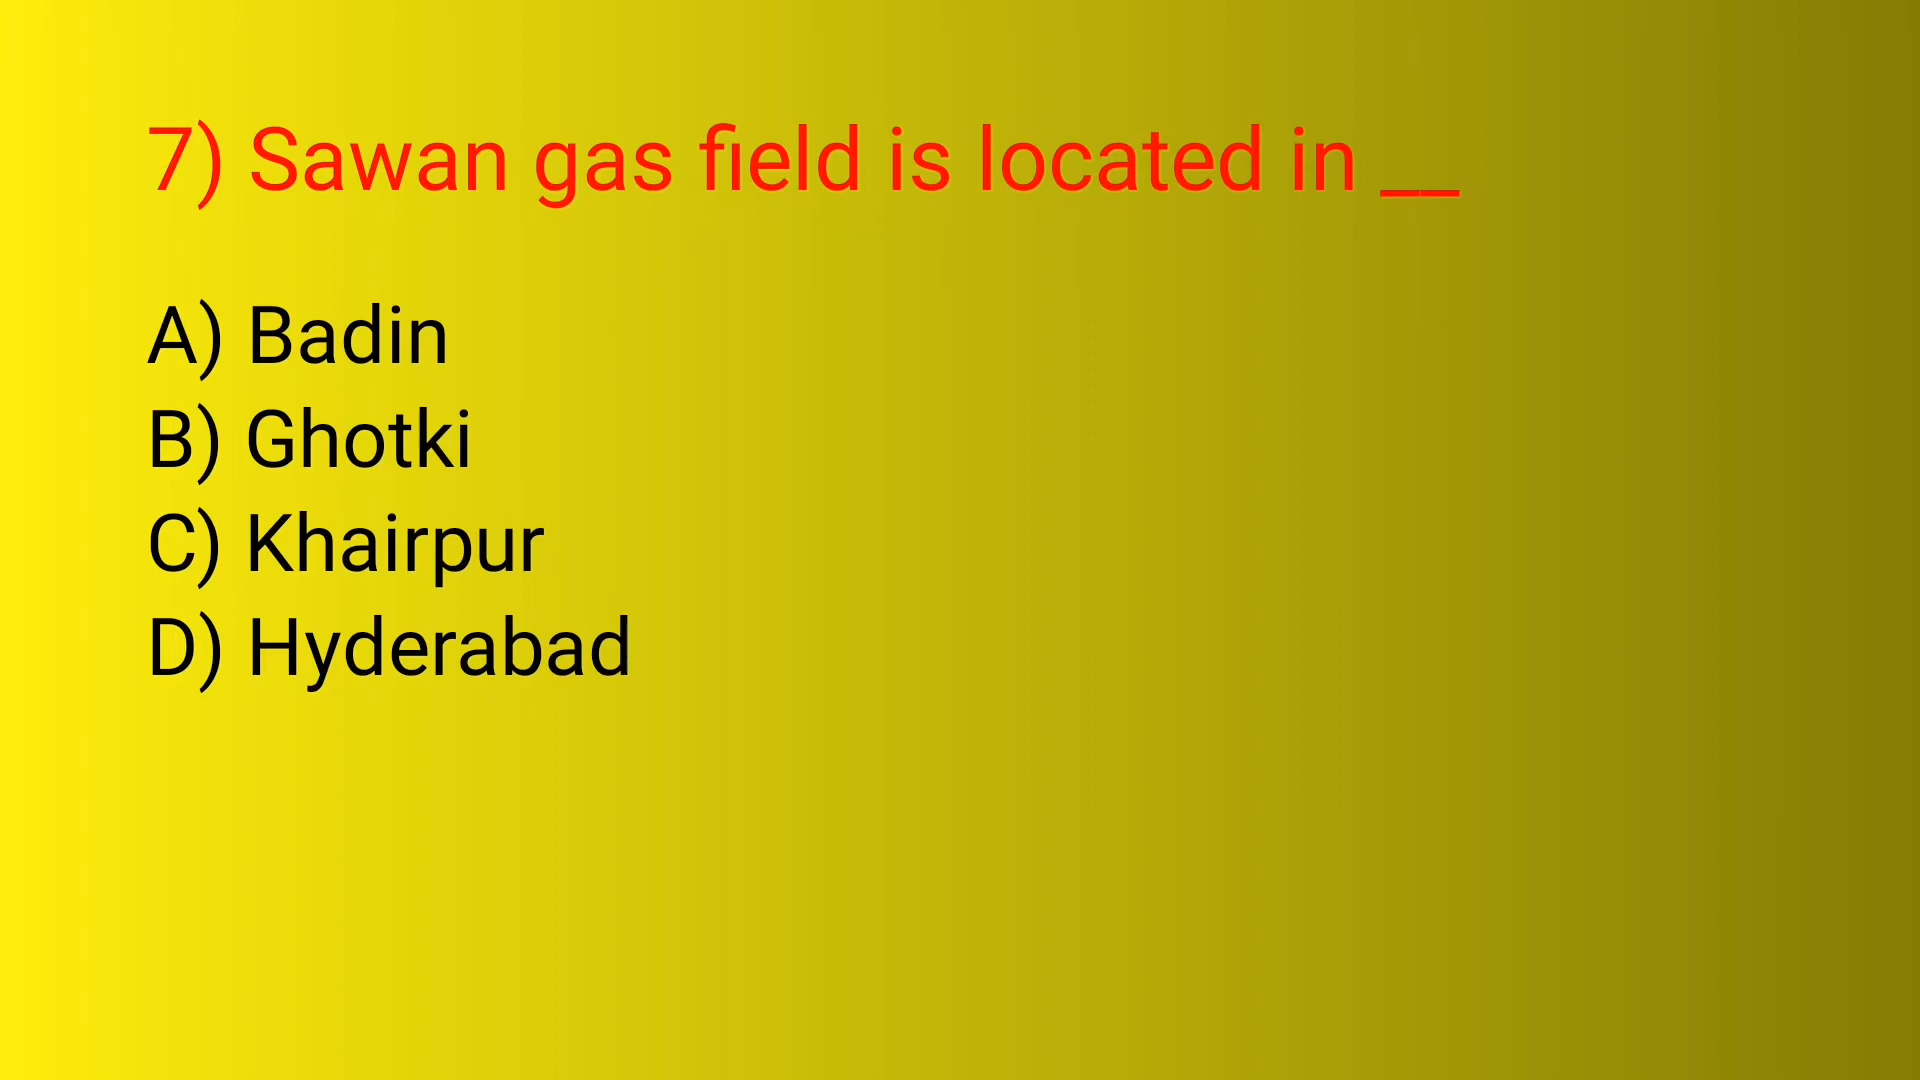 7) Sawan gas field is located in __
A) Badin
B) Ghotki
C) Khairpur
D) Hyderabad